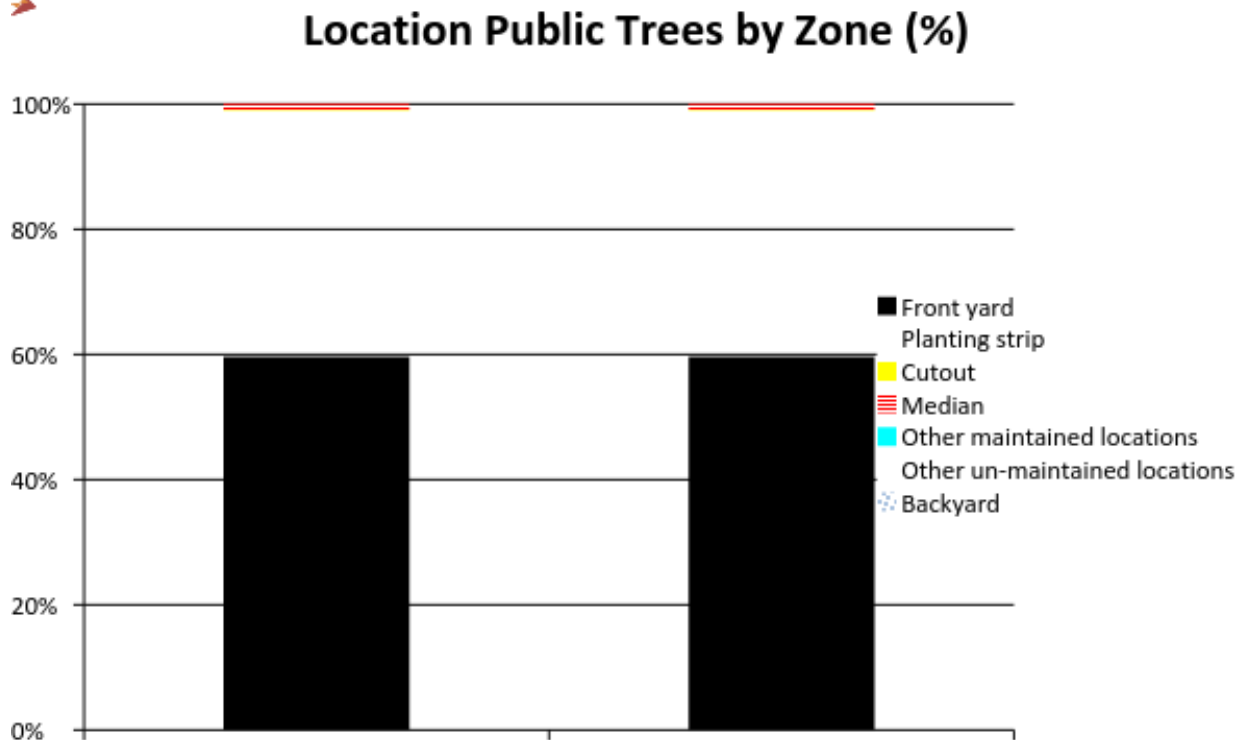 Location Public Trees by Zone (%)
100%
80%
60%
40%
20%
0%
Front yard
Planting strip
Cutout
Median
Other maintained locations
Other un-maintained locations
Backyard